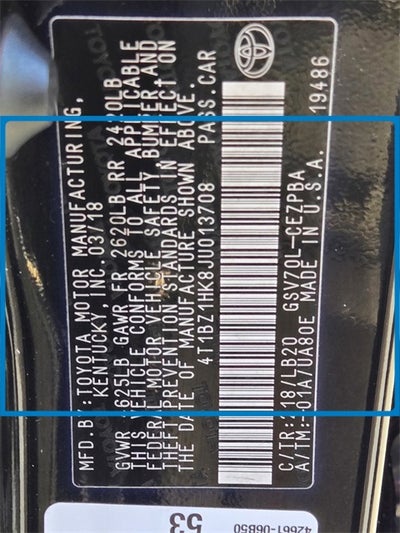 MFD. BY: TOYOTA MOTOR MANUFACTURING,
KENTUCKY, INC. 03/18
GVWR GAWR FR 2620LB RR
THIS VEHICLE CONFORMS TO ALL APPLICABLE
FEDERAL MOTOR VEHICLE SAFETY BUMPER AND
THEFT PREVENTION STANDARDS IN EFFECT ON
THE DATE OF MANUFACTURE SHOWN ABOVE.
4T1BZ1HK8JU013708 PASS. CAR
C/TR: 218/LB20 GSV70L-CEZPBA
A/TM: -01A/UA80E MADE IN U.S.A. 19486
53
42661-06B50